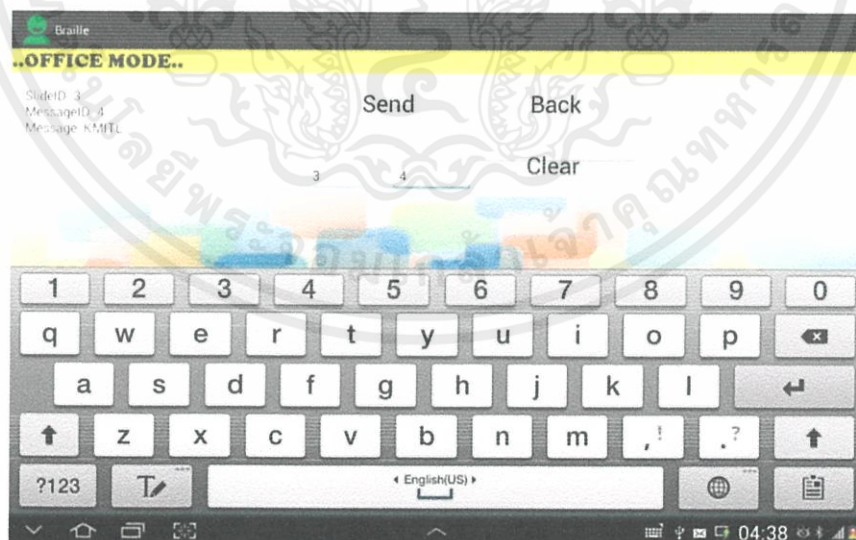 Braille
..OFFICE MODE..
SlideID 3
MessageID 4
Message KMITL
Send Back
Clear
3 4
1 2 3 4 5 6 7 8 9 0
q w e r t y u i o p
a s d f g h j k l
z x c v b n m , ! . ?
?123 T English(US)
04:38